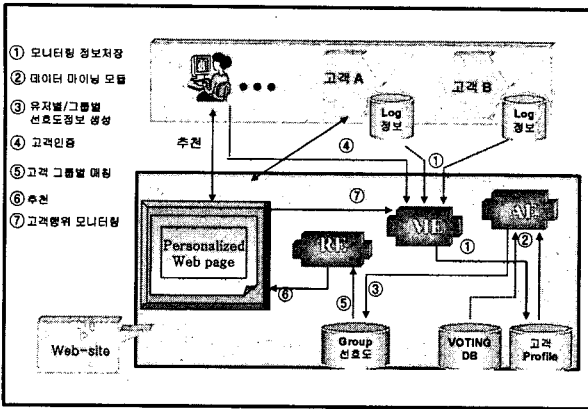 ① 모니터링 정보저장
② 데이터 마이닝 모듈
③ 유저별/그룹별
선호도정보 생성
④ 고객인증
⑤ 고객 그룹별 매칭
⑥ 추천
⑦ 고객행위 모니터링
고객 A
고객 B
Log
정보
Log
정보
추천
④
①
⑦
ME
AE
②
①
RE
Personalized
Web page
⑥
⑤
③
Web-site
Group
선호도
VOTING
DB
고객
Profile